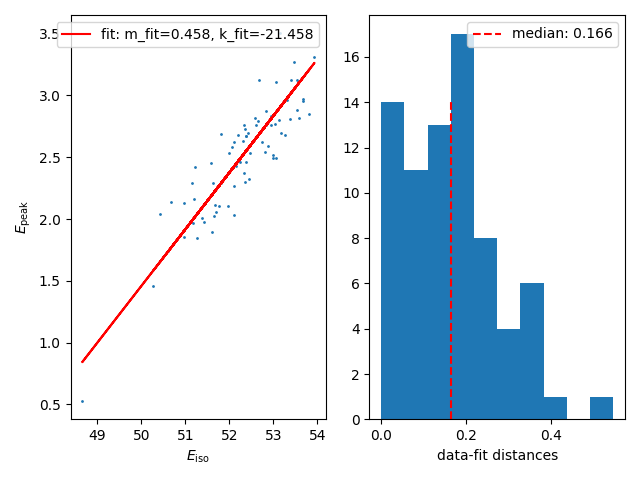 fit: m_fit=0.458, k_fit=-21.458
3.5
3.0
2.5
2.0
1.5
1.0
0.5
E_peak
49 50 51 52 53 54
E_iso
median: 0.166
16
14
12
10
8
6
4
2
0
0.0 0.2 0.4
data-fit distances